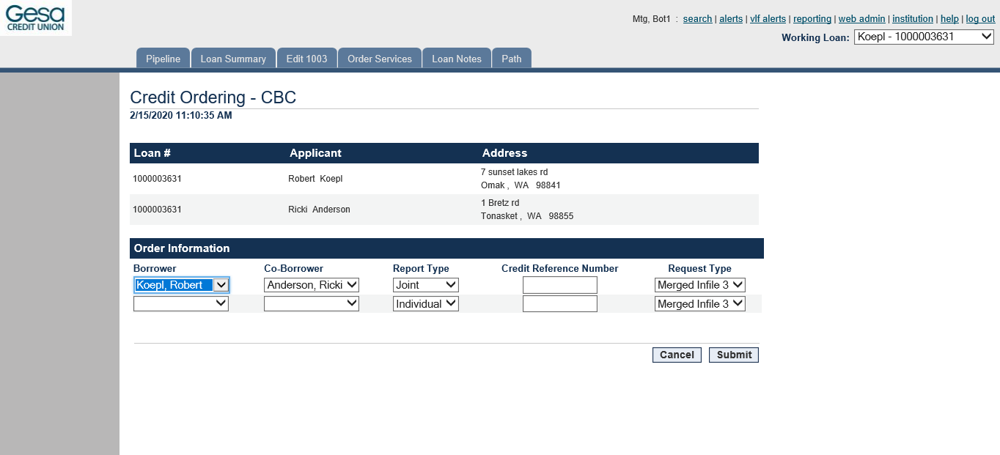 Gesa
CREDIT UNION
Mtg, Bot1 : search | alerts | vlf alerts | reporting | web admin | institution | help | log out
Working Loan: Koepl - 1000003631
Pipeline Loan Summary Edit 1003 Order Services Loan Notes Path
Credit Ordering - CBC
2/15/2020 11:10:35 AM
Loan # Applicant Address
1000003631 Robert Koepl 7 sunset lakes rd
Omak , WA 98841
1000003631 Ricki Anderson 1 Bretz rd
Tonasket , WA 98855
Order Information
Borrower Co-Borrower Report Type Credit Reference Number Request Type
Koepl, Robert Anderson, Ricki Joint Merged Infile 3
Individual Merged Infile 3
Cancel Submit